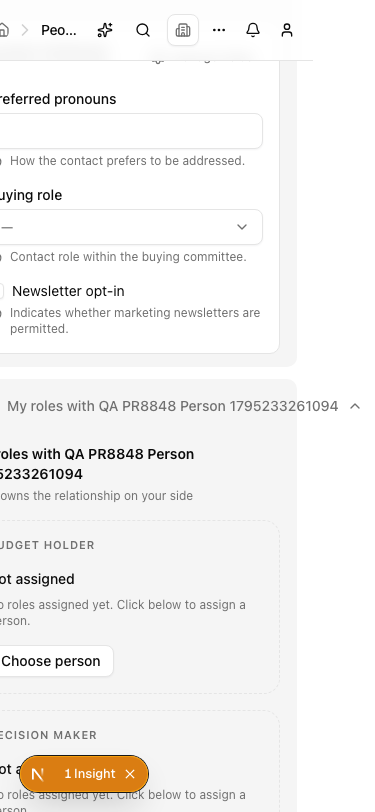 Peo...
referred pronouns
How the contact prefers to be addressed.
uying role
—
Contact role within the buying committee.
Newsletter opt-in
Indicates whether marketing newsletters are
permitted.
My roles with QA PR8848 Person 1795233261094
roles with QA PR8848 Person
5233261094
owns the relationship on your side
UDGET HOLDER
ot assigned
o roles assigned yet. Click below to assign a
erson.
Choose person
ECISION MAKER
ot a
N 1 Insight
o roles assigned yet. Click below to assign a
erson.